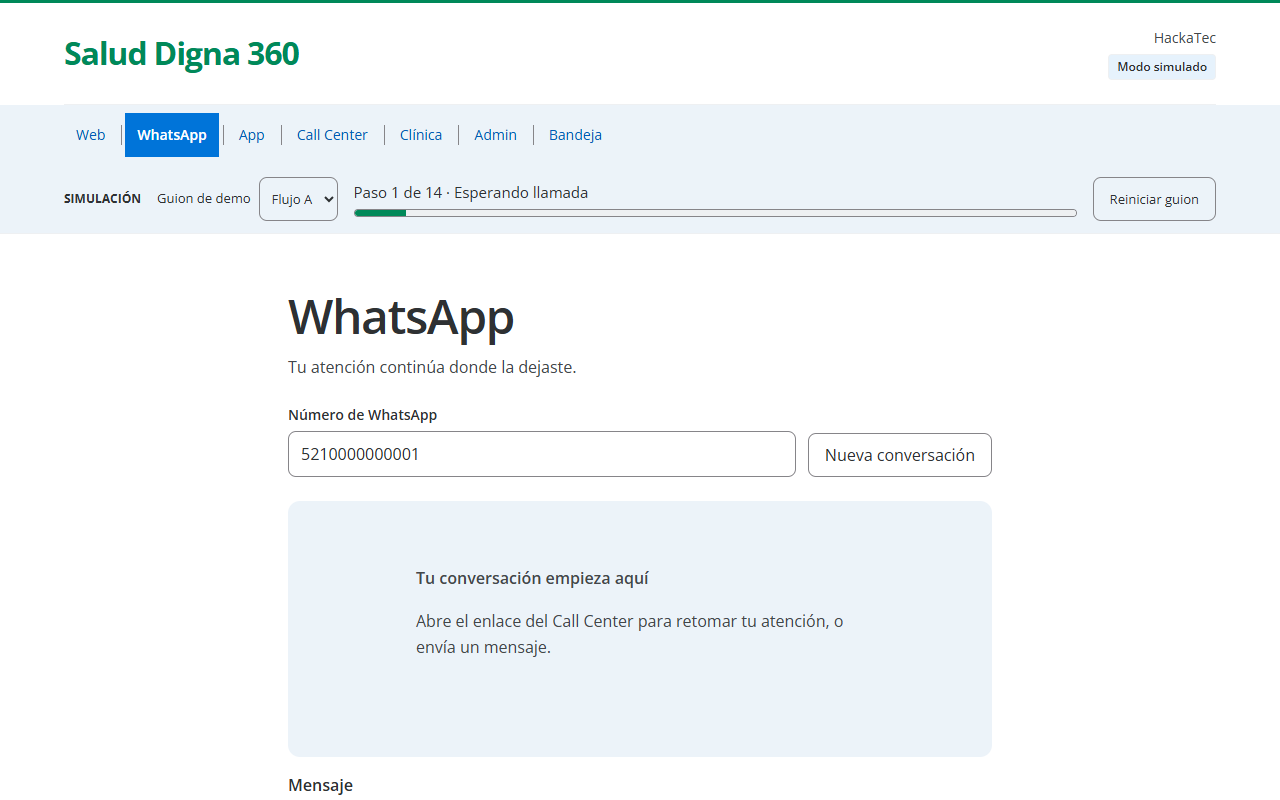 Salud Digna 360
HackaTec
Modo simulado
Web
WhatsApp
App
Call Center
Clínica
Admin
Bandeja
SIMULACIÓN
Guion de demo
Flujo A
Paso 1 de 14 · Esperando llamada
Reiniciar guion
WhatsApp
Tu atención continúa donde la dejaste.
Número de WhatsApp
5210000000001
Nueva conversación
Tu conversación empieza aquí
Abre el enlace del Call Center para retomar tu atención, o
envía un mensaje.
Mensaje